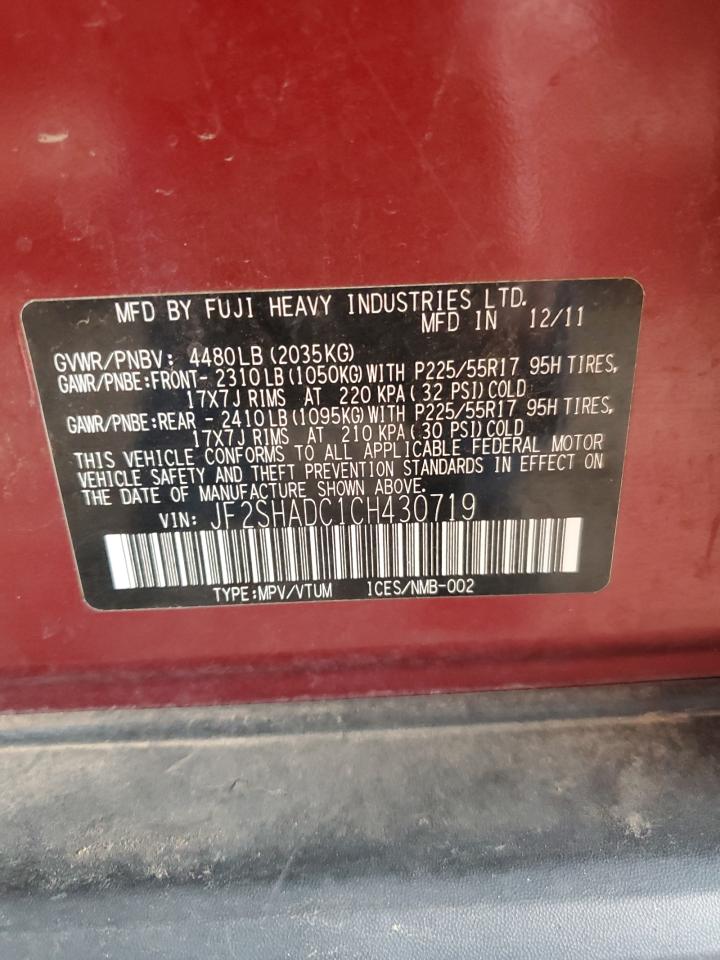 MFD BY FUJI HEAVY INDUSTRIES LTD.
MFD IN 12/11
GVWR/PNBV: 4480LB (2035KG)
GAWR/PNBE:FRONT- 2310LB (1050KG) WITH P225/55R17 95H TIRES,
17X7J RIMS AT 220 KPA ( 32 PSI) COLD
GAWR/PNBE:REAR - 2410LB (1095KG) WITH P225/55R17 95H TIRES,
17X7J RIMS AT 210 KPA ( 30 PSI) COLD
THIS VEHICLE CONFORMS TO ALL APPLICABLE FEDERAL MOTOR
VEHICLE SAFETY AND THEFT PREVENTION STANDARDS IN EFFECT ON
THE DATE OF MANUFACTURE SHOWN ABOVE.
VIN: JF2SHADC1CH430719
TYPE:MPV/VTUM ICES/NMB-002